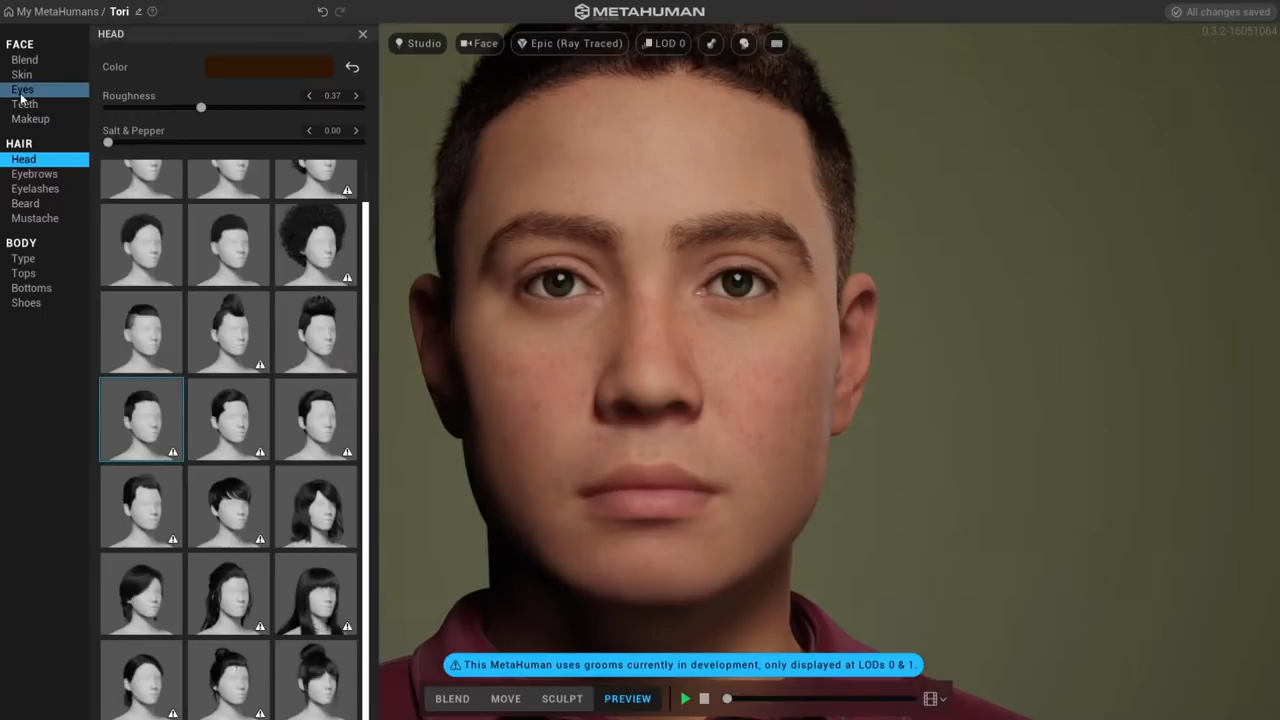 My MetaHumans / Tori
METAHUMAN
All changes saved
0.3.2-16051064
FACE
Blend
Skin
Eyes
Teeth
Makeup
HAIR
Head
Eyebrows
Eyelashes
Beard
Mustache
BODY
Type
Tops
Bottoms
Shoes
HEAD
Color
Roughness
0.37
Salt & Pepper
0.00
Studio
Face
Epic (Ray Traced)
LOD 0
This MetaHuman uses grooms currently in development, only displayed at LODs 0 & 1.
BLEND
MOVE
SCULPT
PREVIEW